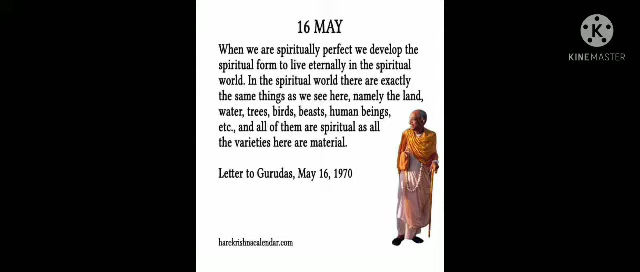 16 MAY
When we are spiritually perfect we develop the
spiritual form to live eternally in the spiritual
world. In the spiritual world there are exactly
the same things as we see here, namely the land,
water, trees, birds, beasts, human beings,
etc., and all of them are spiritual as all
the varieties here are material.
Letter to Gurudas, May 16, 1970
harekrishnacalendar.com
K
KINEMASTER